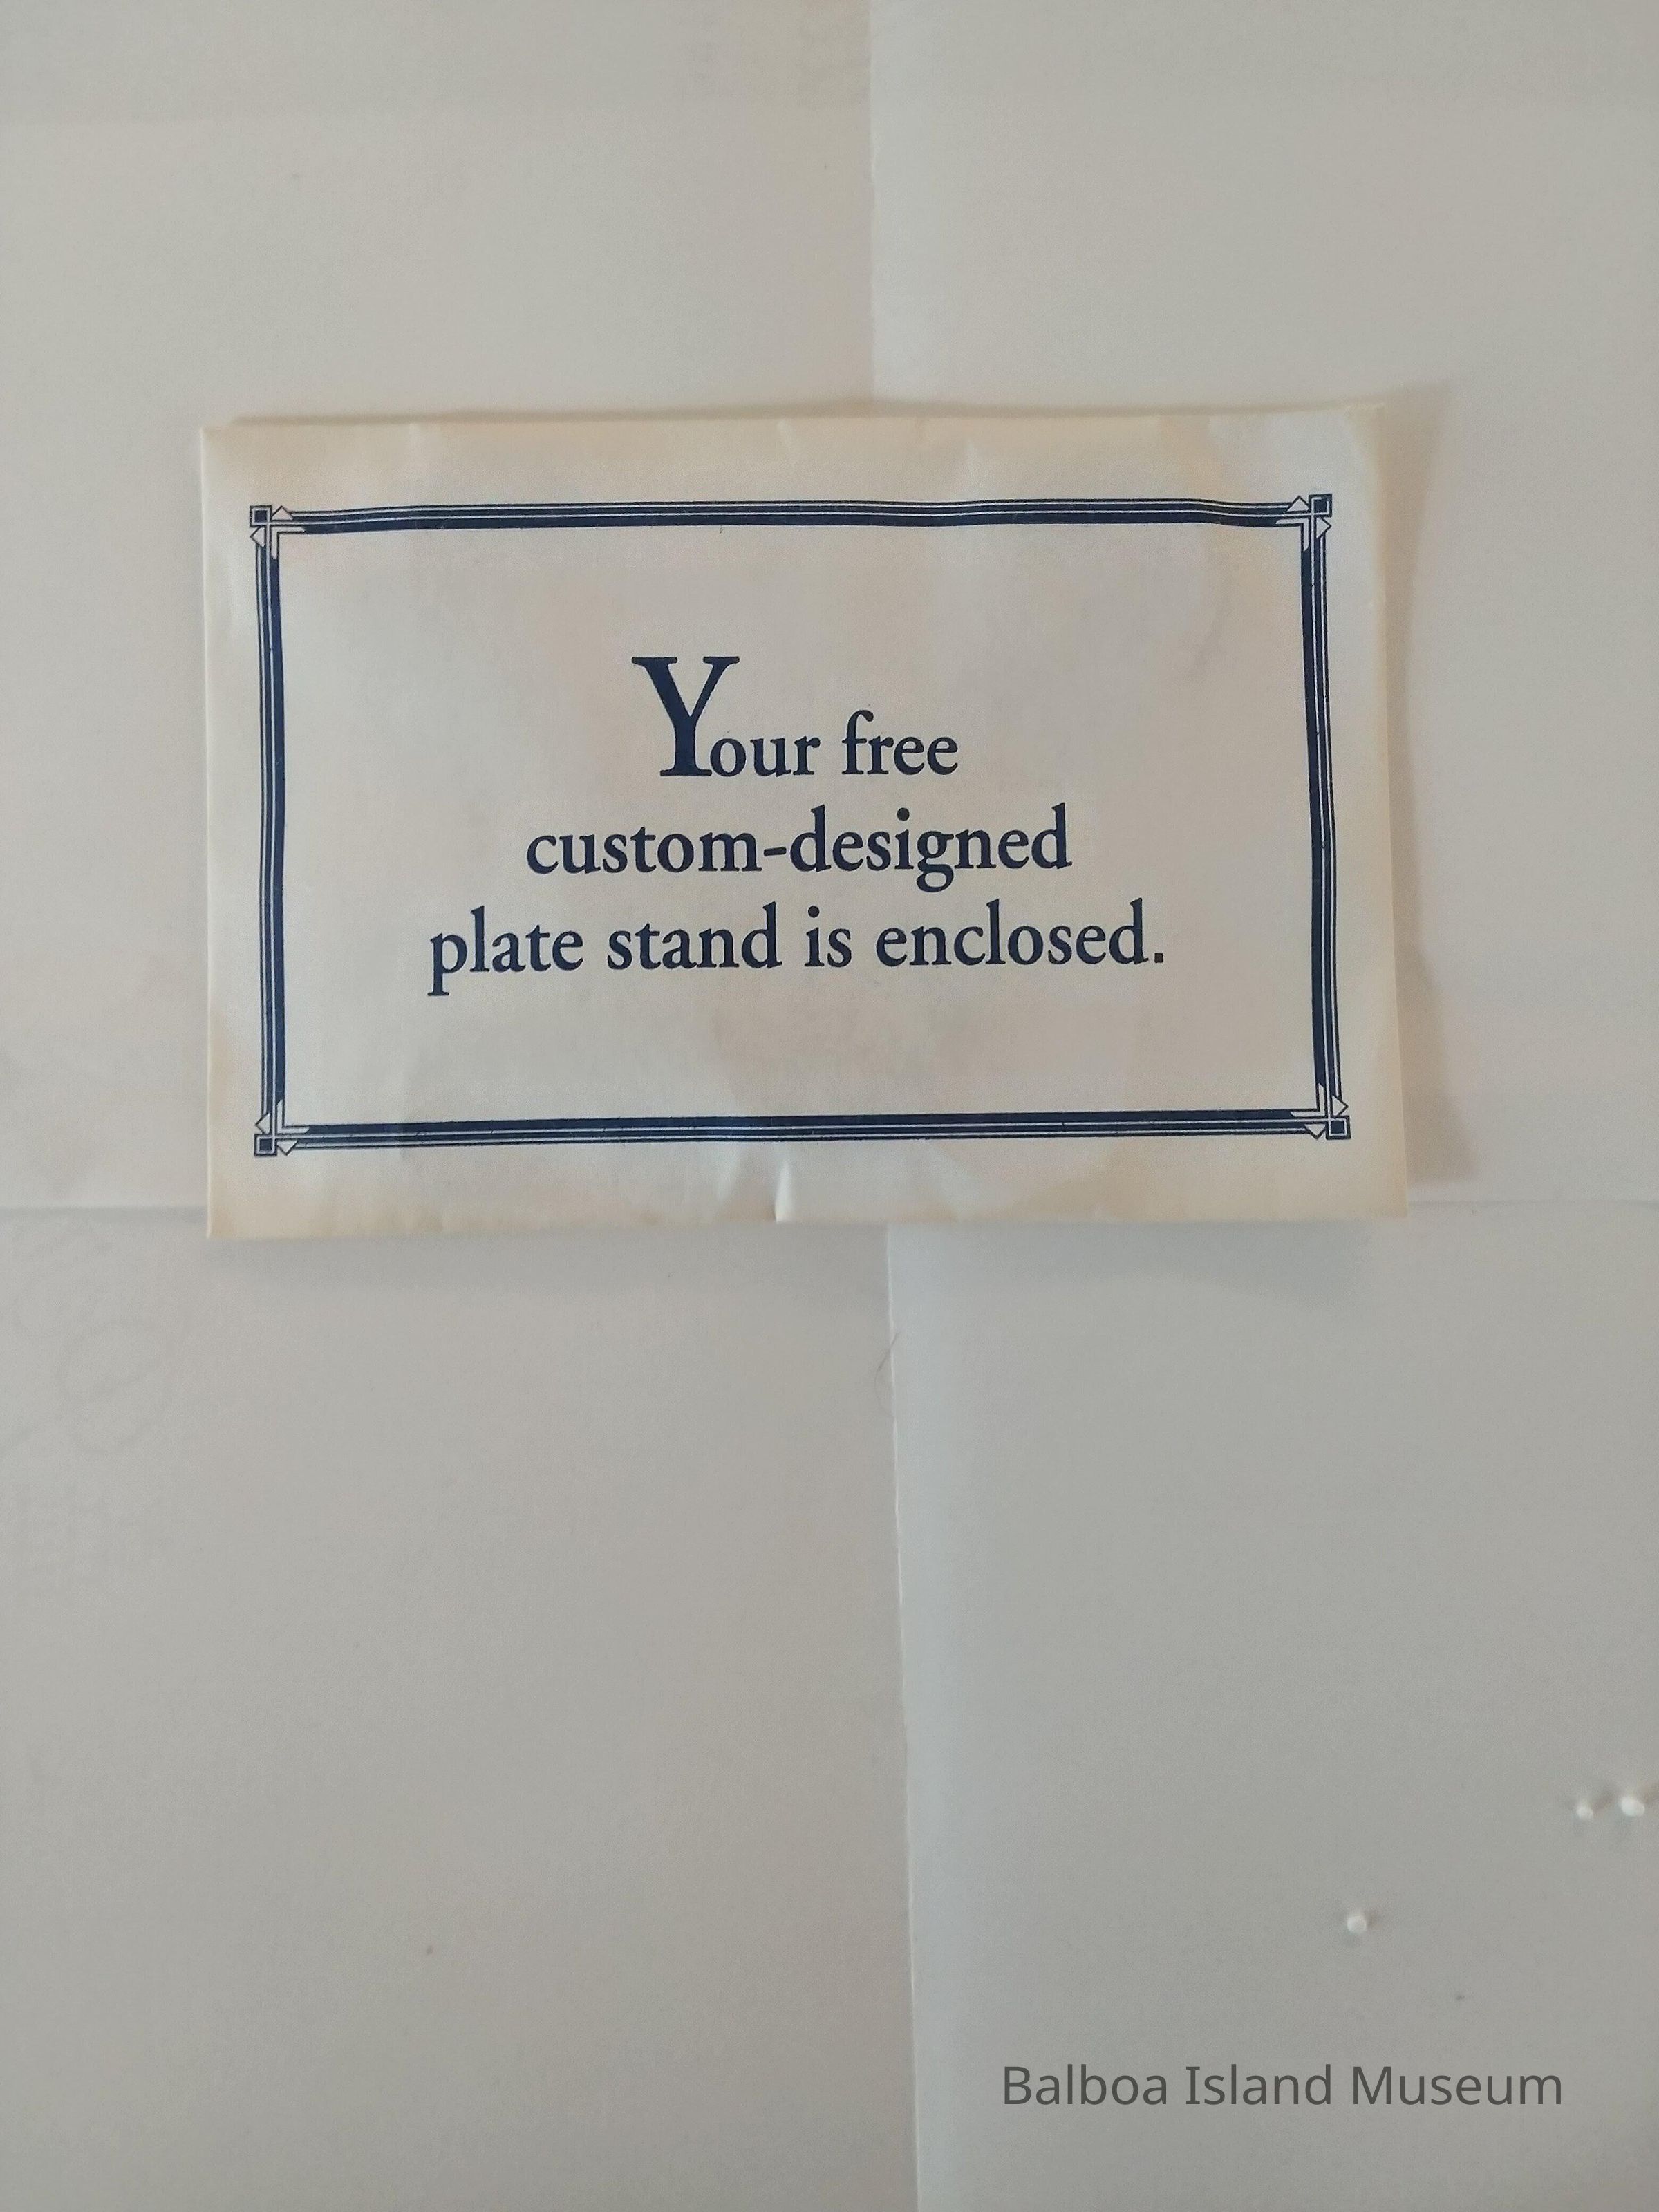 Your free
custom-designed
plate stand is enclosed.
Balboa Island Museum